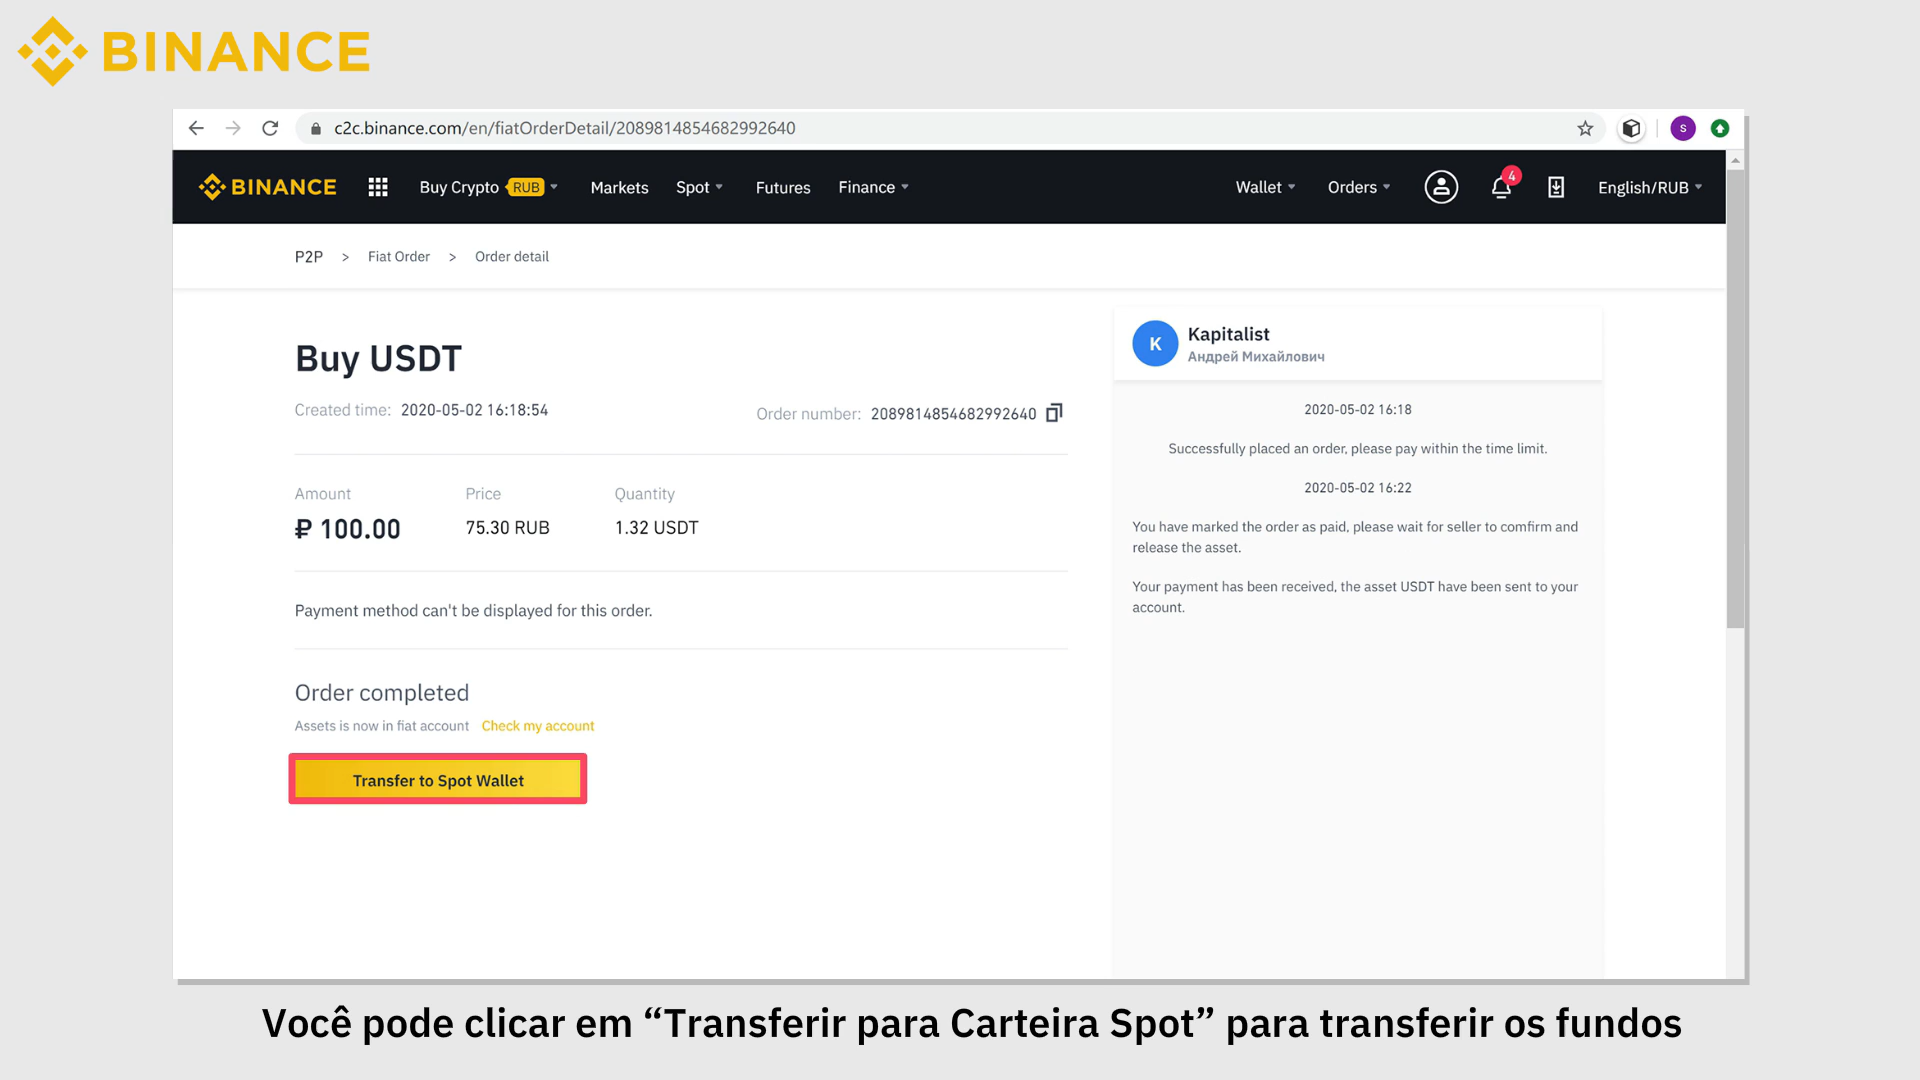 BINANCE
c2c.binance.com/en/fiatOrderDetail/2089814854682992640
S
BINANCE
Buy Crypto RUB
Markets
Spot
Futures
Finance
Wallet
Orders
4
English/RUB
P2P > Fiat Order > Order detail
Buy USDT
Created time: 2020-05-02 16:18:54
Order number: 2089814854682992640
Amount
Price
Quantity
₽ 100.00
75.30 RUB
1.32 USDT
Payment method can't be displayed for this order.
Order completed
Assets is now in fiat account Check my account
Transfer to Spot Wallet
K
Kapitalist
Андрей Михайлович
2020-05-02 16:18
Successfully placed an order, please pay within the time limit.
2020-05-02 16:22
You have marked the order as paid, please wait for seller to comfirm and
release the asset.
Your payment has been received, the asset USDT have been sent to your
account.
Você pode clicar em “Transferir para Carteira Spot” para transferir os fundos